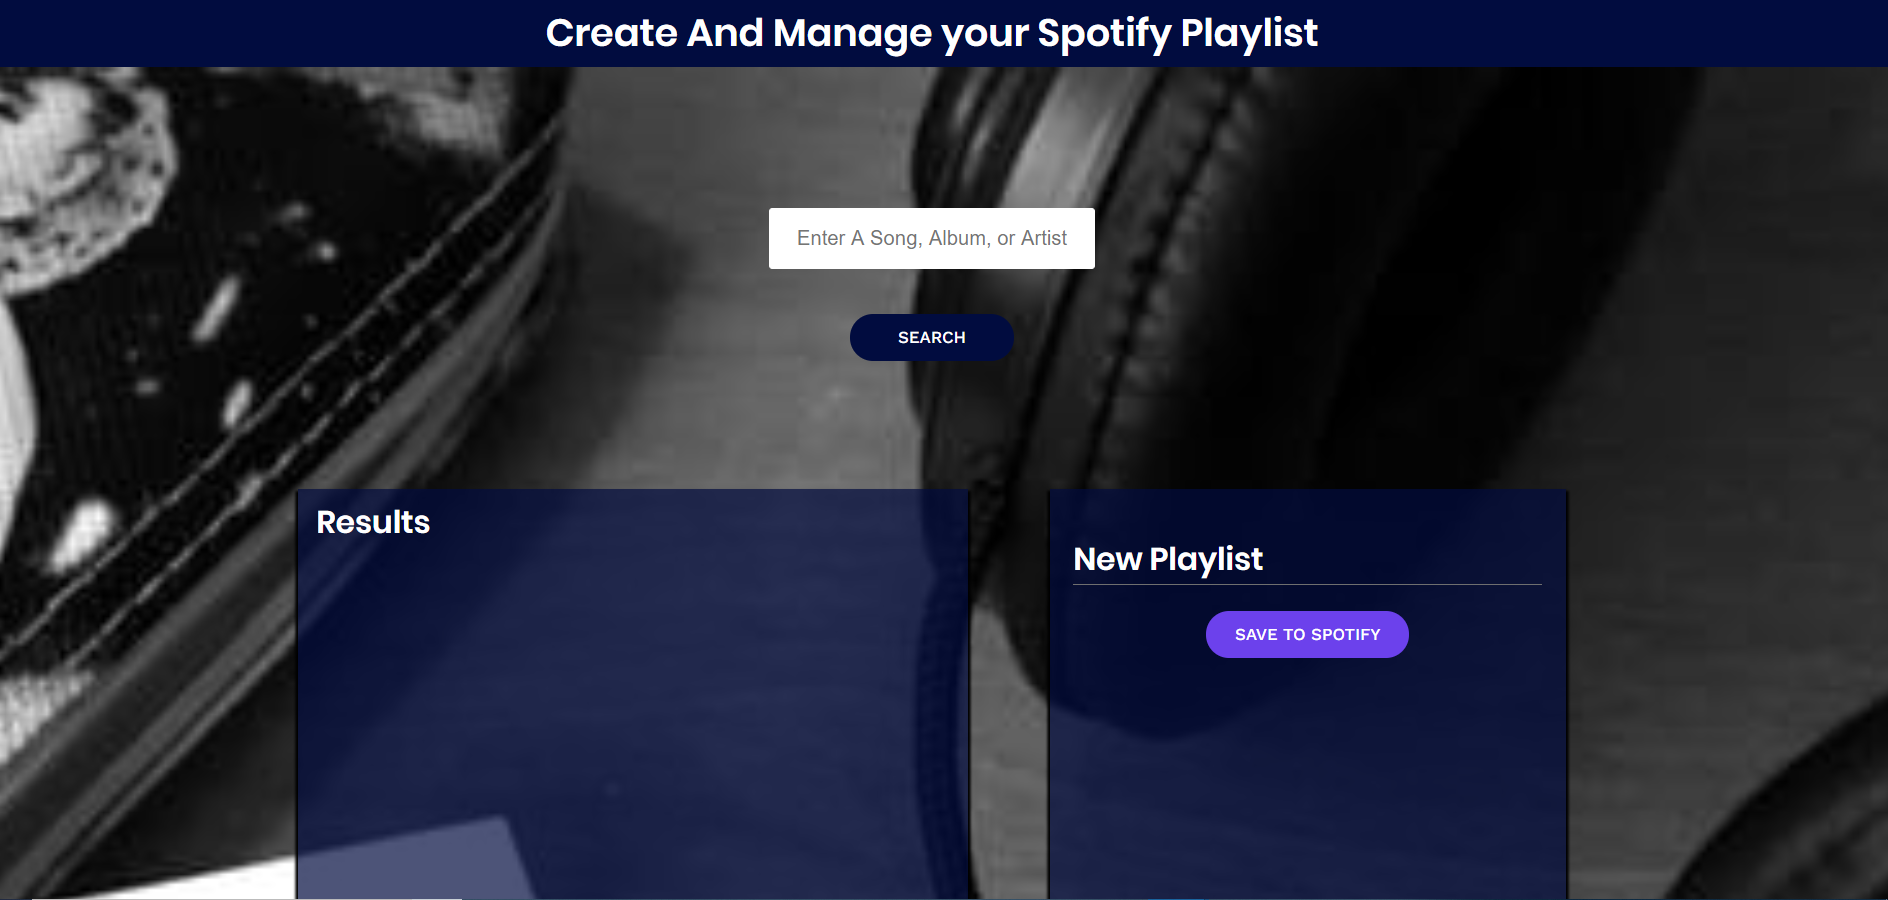 Create And Manage your Spotify Playlist
Enter A Song, Album, or Artist
SEARCH
Results
New Playlist
SAVE TO SPOTIFY